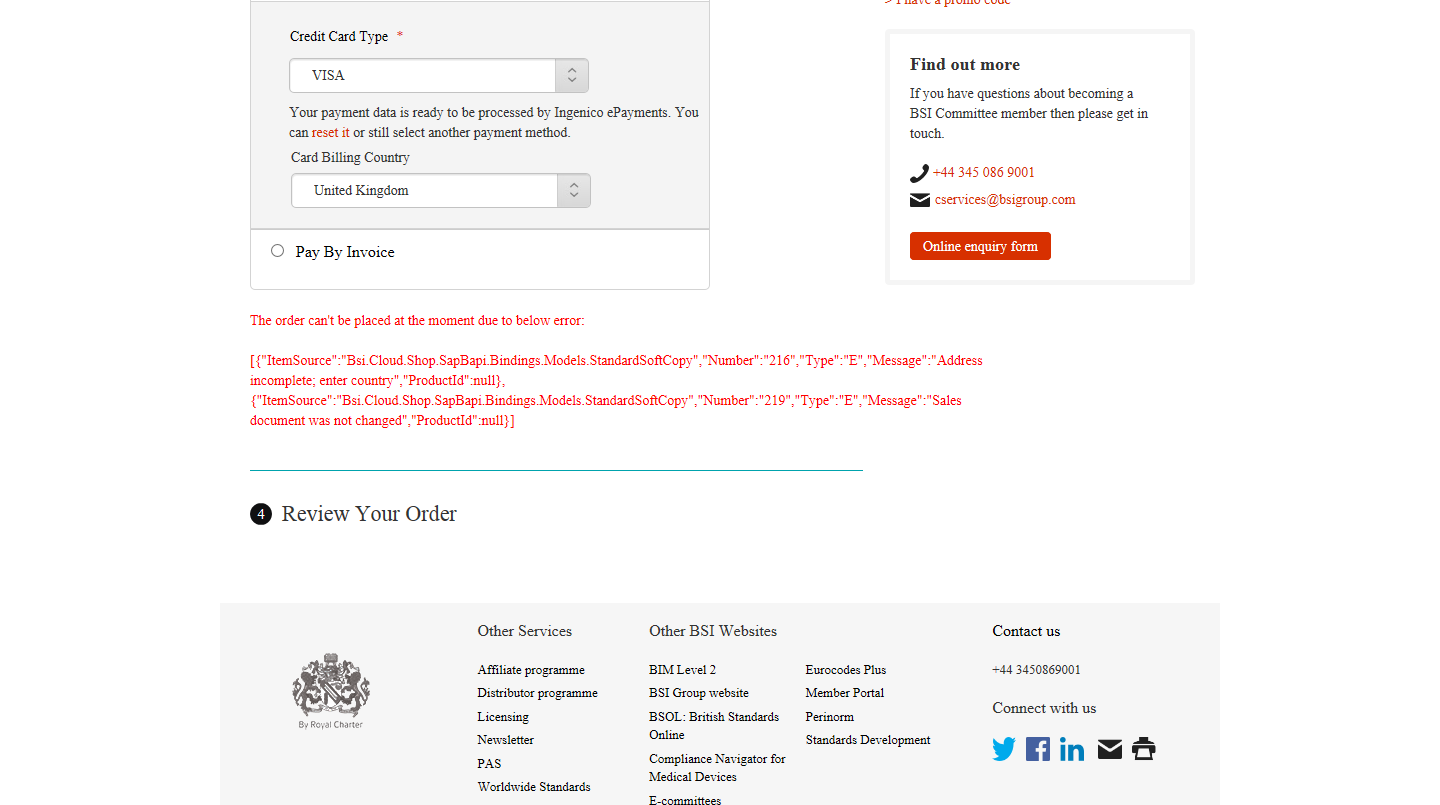 > I have a promo code
Credit Card Type *
VISA
Your payment data is ready to be processed by Ingenico ePayments. You
can reset it or still select another payment method.
Card Billing Country
United Kingdom
Pay By Invoice
Find out more
If you have questions about becoming a
BSI Committee member then please get in
touch.
+44 345 086 9001
cservices@bsigroup.com
Online enquiry form
The order can't be placed at the moment due to below error:
[{"ItemSource":"Bsi.Cloud.Shop.SapBapi.Bindings.Models.StandardSoftCopy","Number":"216","Type":"E","Message":"Address
incomplete; enter country","ProductId":null},
{"ItemSource":"Bsi.Cloud.Shop.SapBapi.Bindings.Models.StandardSoftCopy","Number":"219","Type":"E","Message":"Sales
document was not changed","ProductId":null}]
4 Review Your Order
By Royal Charter
Other Services
Affiliate programme
Distributor programme
Licensing
Newsletter
PAS
Worldwide Standards
Other BSI Websites
BIM Level 2
BSI Group website
BSOL: British Standards
Online
Compliance Navigator for
Medical Devices
E-committees
Eurocodes Plus
Member Portal
Perinorm
Standards Development
Contact us
+44 3450869001
Connect with us